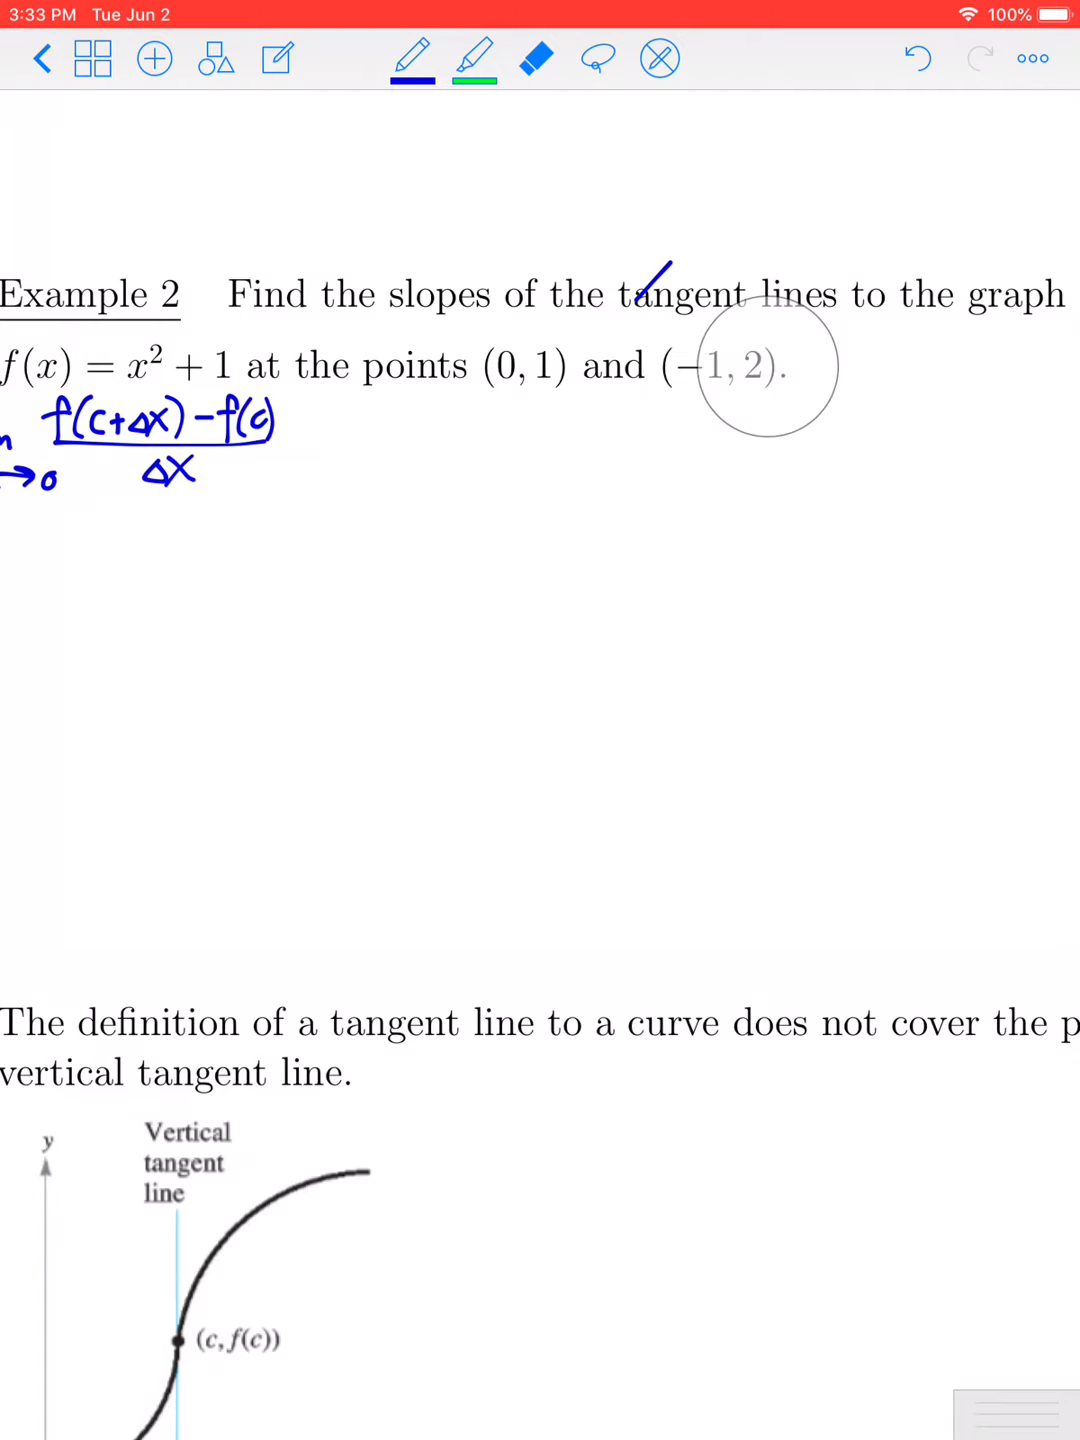 3:33 PM Tue Jun 2 100%
Example 2 Find the slopes of the tangent lines to the graph
f(x) = x² + 1 at the points (0, 1) and (−1, 2).
f(c+Δx)-f(c)
→0 Δx
The definition of a tangent line to a curve does not cover the
vertical tangent line.
y
Vertical
tangent
line
(c, f(c))